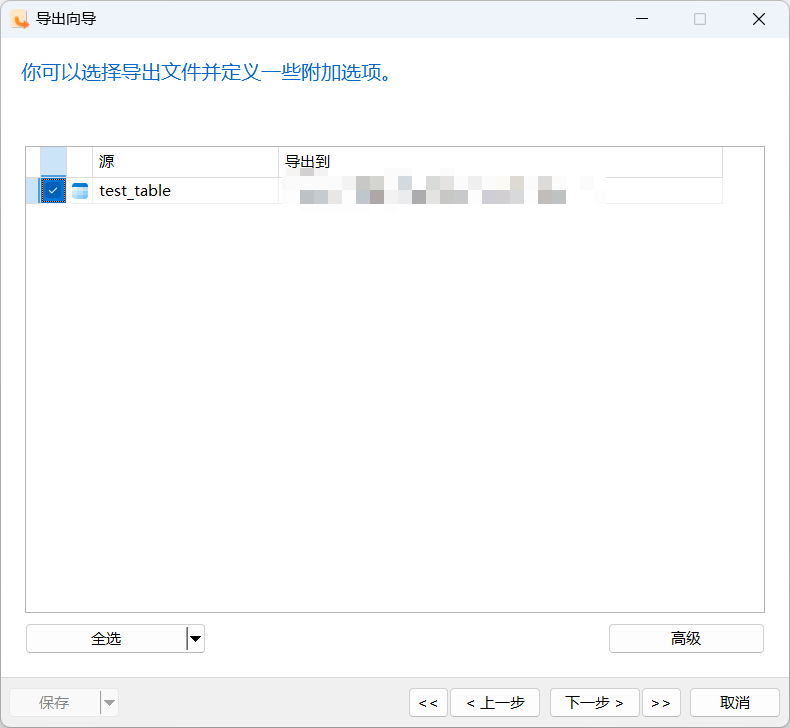 导出向导
你可以选择导出文件并定义一些附加选项。
源 导出到
test_table
全选 高级
保存 << < 上一步 下一步 > >> 取消